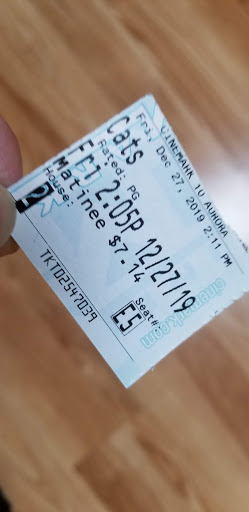 CINEMARK 10 AURORA
Fri, Dec 27, 2019 2:11 PM
Cats
Rated: PG
Fri 2:05P 12/27/19
Matinee $7.14
House: 2
Seat# E5
TKTD2547039
cinemark.com